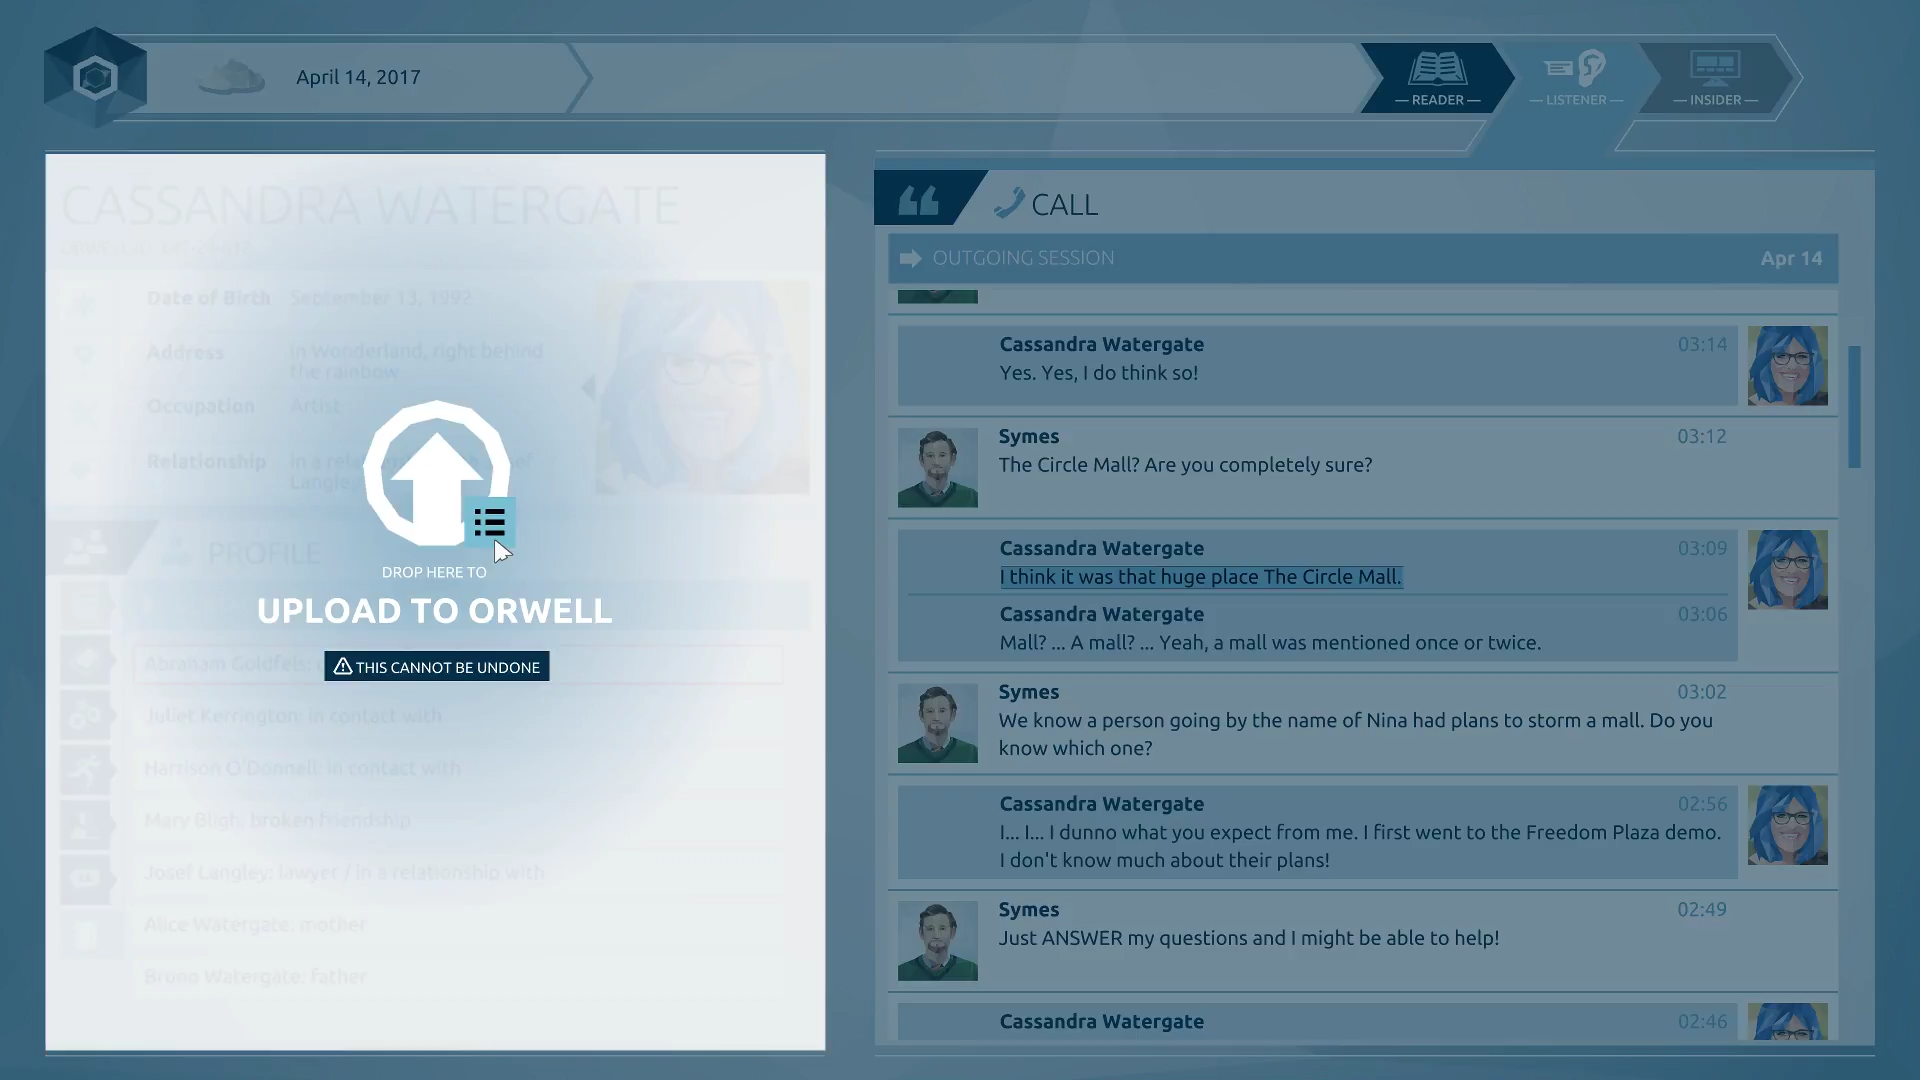 April 14, 2017
READER
LISTENER
INSIDER
CASSANDRA WATERGATE
Date of Birth September 13, 1992
Address In Wonderland, right behind
the rainbow
Occupation Artist
Relationship
Langley
PROFILE
DROP HERE TO
UPLOAD TO ORWELL
THIS CANNOT BE UNDONE
Abraham Goldfels:
Juliet Kerrington: in contact with
Harrison O'Donnell: in contact with
Mary Bligh: broken friendship
Josef Langley: lawyer / in a relationship with
Alice Watergate: mother
Bruno Watergate: father
CALL
OUTGOING SESSION Apr 14
Cassandra Watergate 03:14
Yes. Yes, I do think so!
Symes 03:12
The Circle Mall? Are you completely sure?
Cassandra Watergate 03:09
I think it was that huge place The Circle Mall.
Cassandra Watergate 03:06
Mall? ... A mall? ... Yeah, a mall was mentioned once or twice.
Symes 03:02
We know a person going by the name of Nina had plans to storm a mall. Do you
know which one?
Cassandra Watergate 02:56
I... I... I dunno what you expect from me. I first went to the Freedom Plaza demo.
I don't know much about their plans!
Symes 02:49
Just ANSWER my questions and I might be able to help!
Cassandra Watergate 02:46